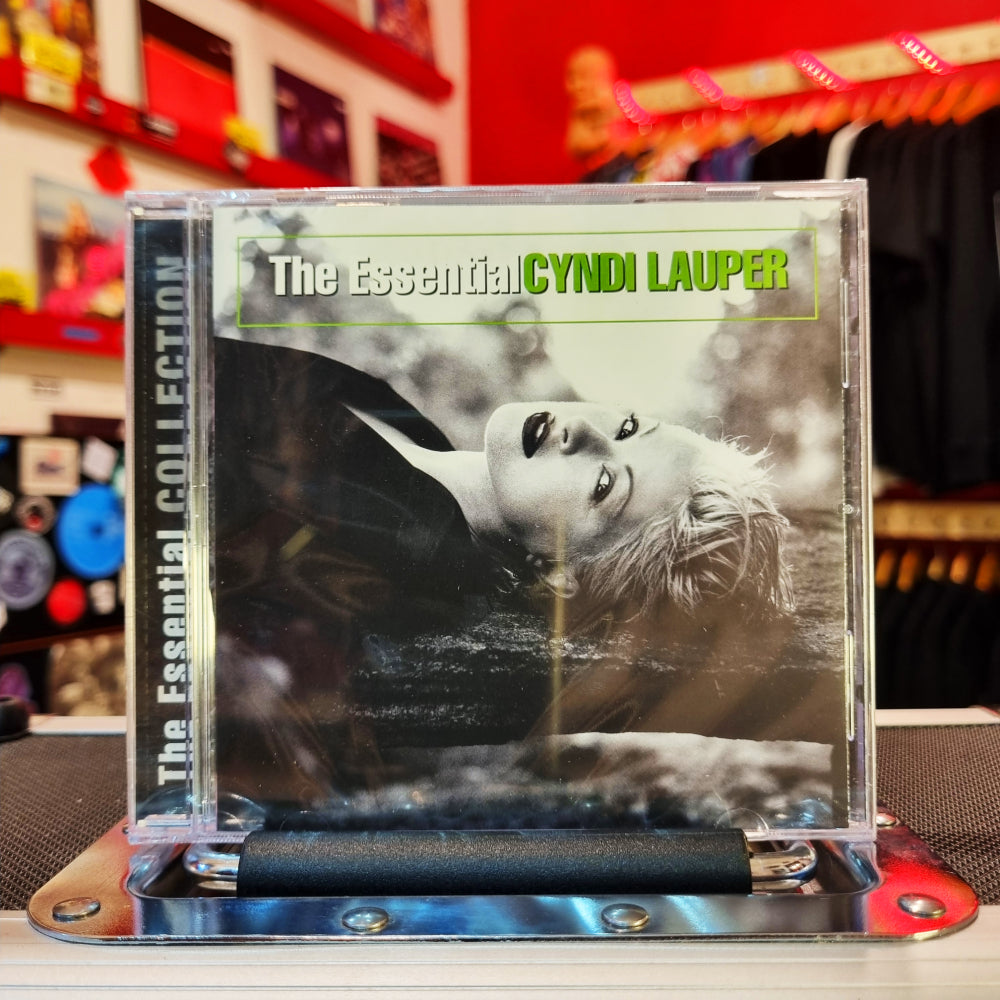 The Essential CYNDI LAUPER
The Essential COLLECTION